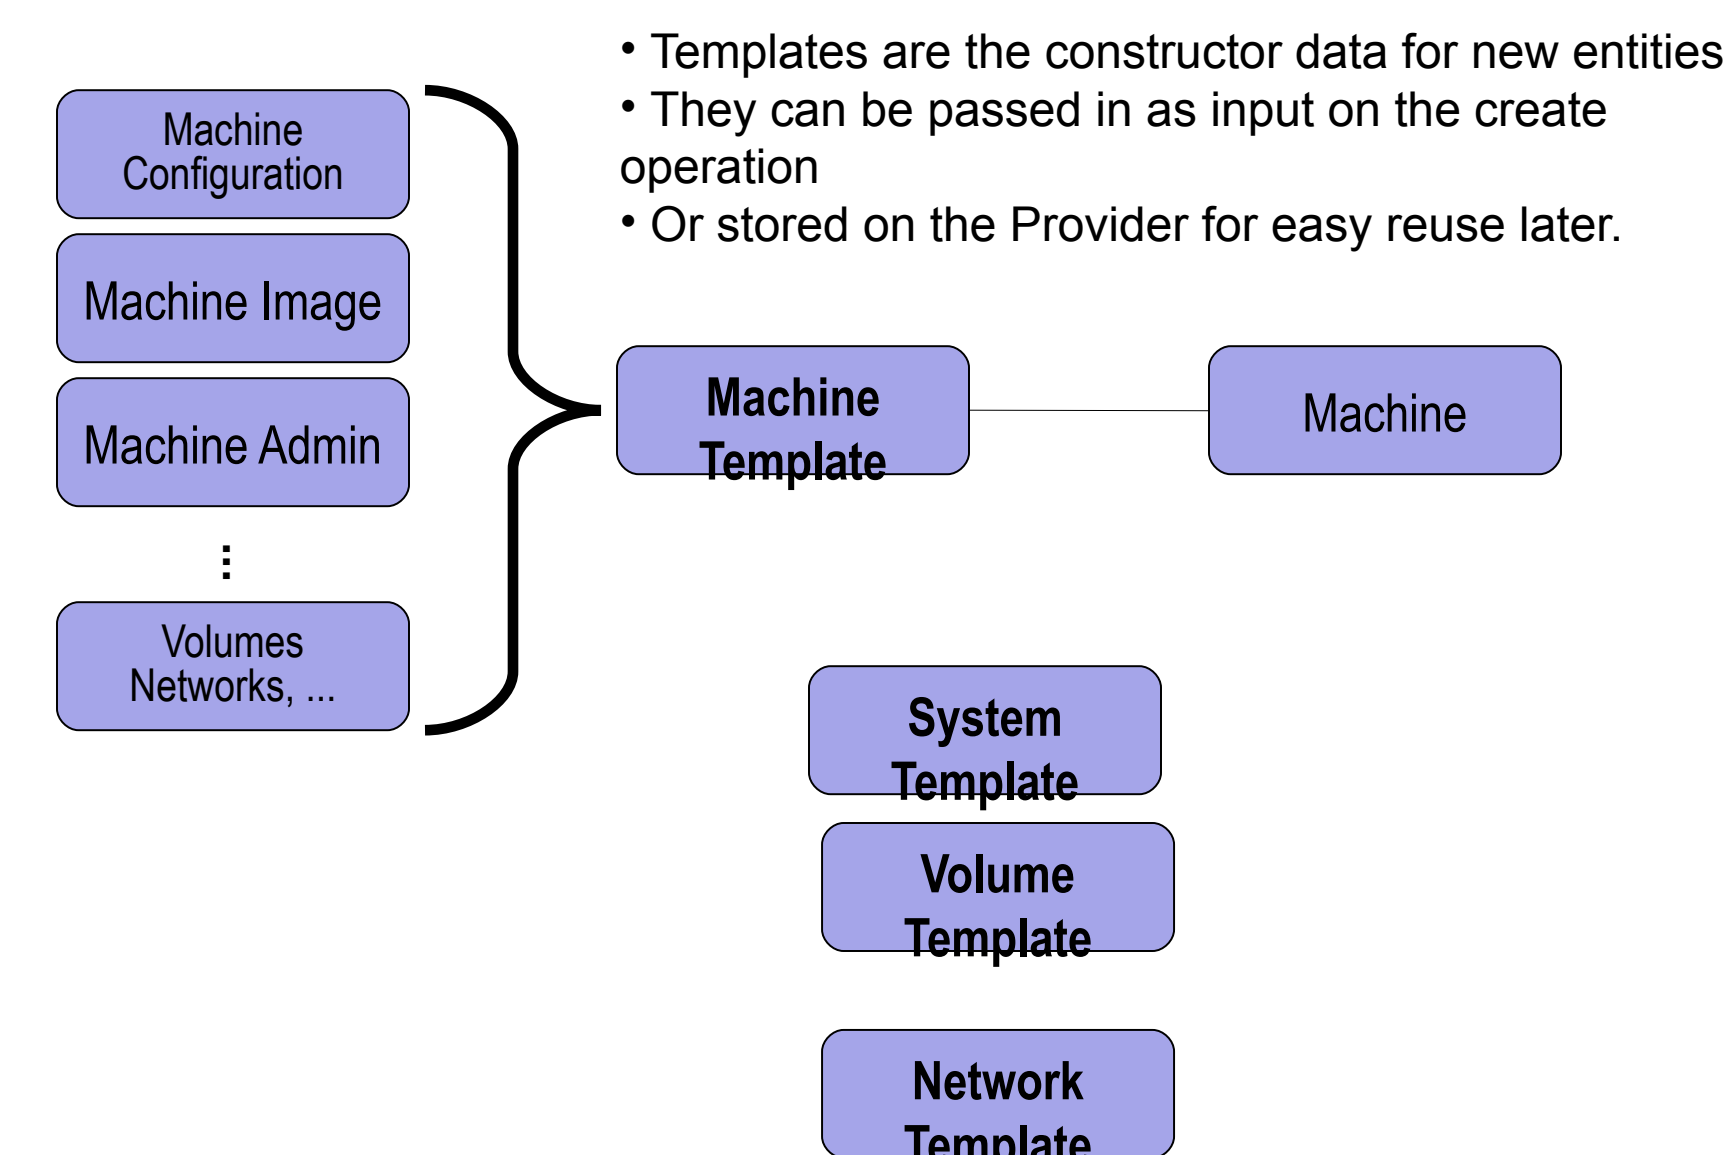 • Templates are the constructor data for new entities
• They can be passed in as input on the create
operation
• Or stored on the Provider for easy reuse later.
Machine
Configuration
Machine Image
Machine Admin
...
Volumes
Networks, ...
Machine
Template
Machine
System
Template
Volume
Template
Network
Template